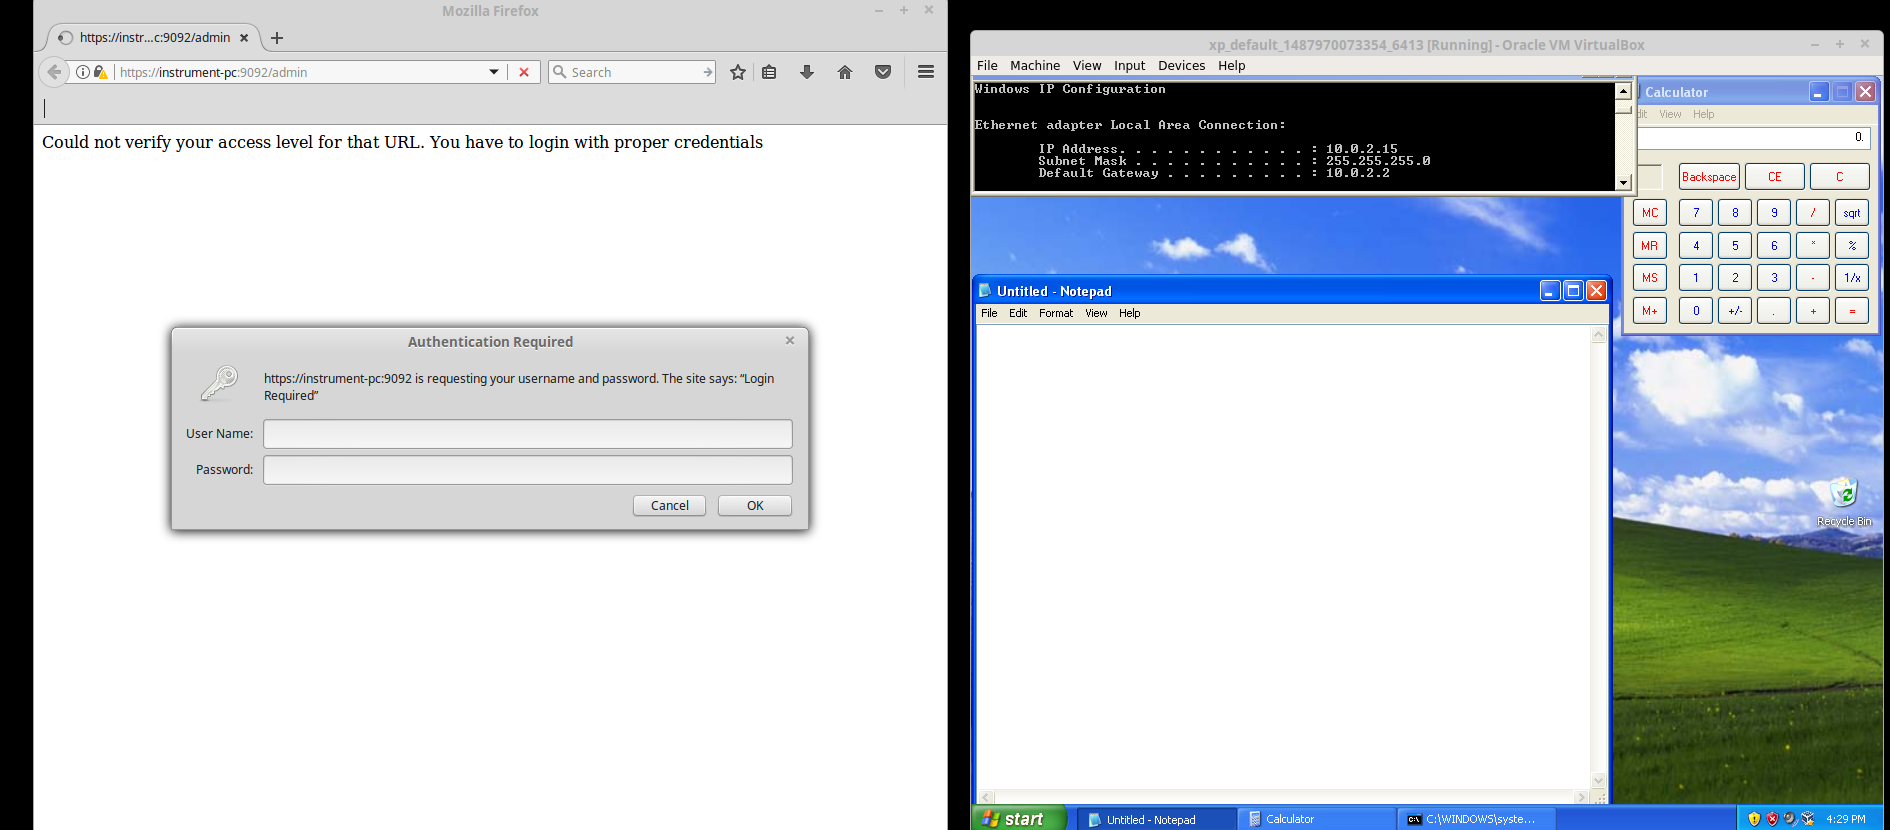 Mozilla Firefox
https://instr...c:9092/admin
https://instrument-pc:9092/admin
Search
Could not verify your access level for that URL. You have to login with proper credentials
Authentication Required
https://instrument-pc:9092 is requesting your username and password. The site says: “Login
Required”
User Name:
Password:
Cancel OK
xp_default_1487970073354_6413 [Running] - Oracle VM VirtualBox
File Machine View Input Devices Help
Windows IP Configuration
Ethernet adapter Local Area Connection:
IP Address. . . . . . . . . . . . : 10.0.2.15
Subnet Mask . . . . . . . . . . . : 255.255.255.0
Default Gateway . . . . . . . . . : 10.0.2.2
Calculator
View Help
0.
Backspace CE C
MC 7 8 9 / sqrt
MR 4 5 6 * %
MS 1 2 3 - 1/x
M+ 0 +/- . + =
Untitled - Notepad
File Edit Format View Help
Recycle Bin
start
Untitled - Notepad
Calculator
C:\WINDOWS\syste...
4:29 PM